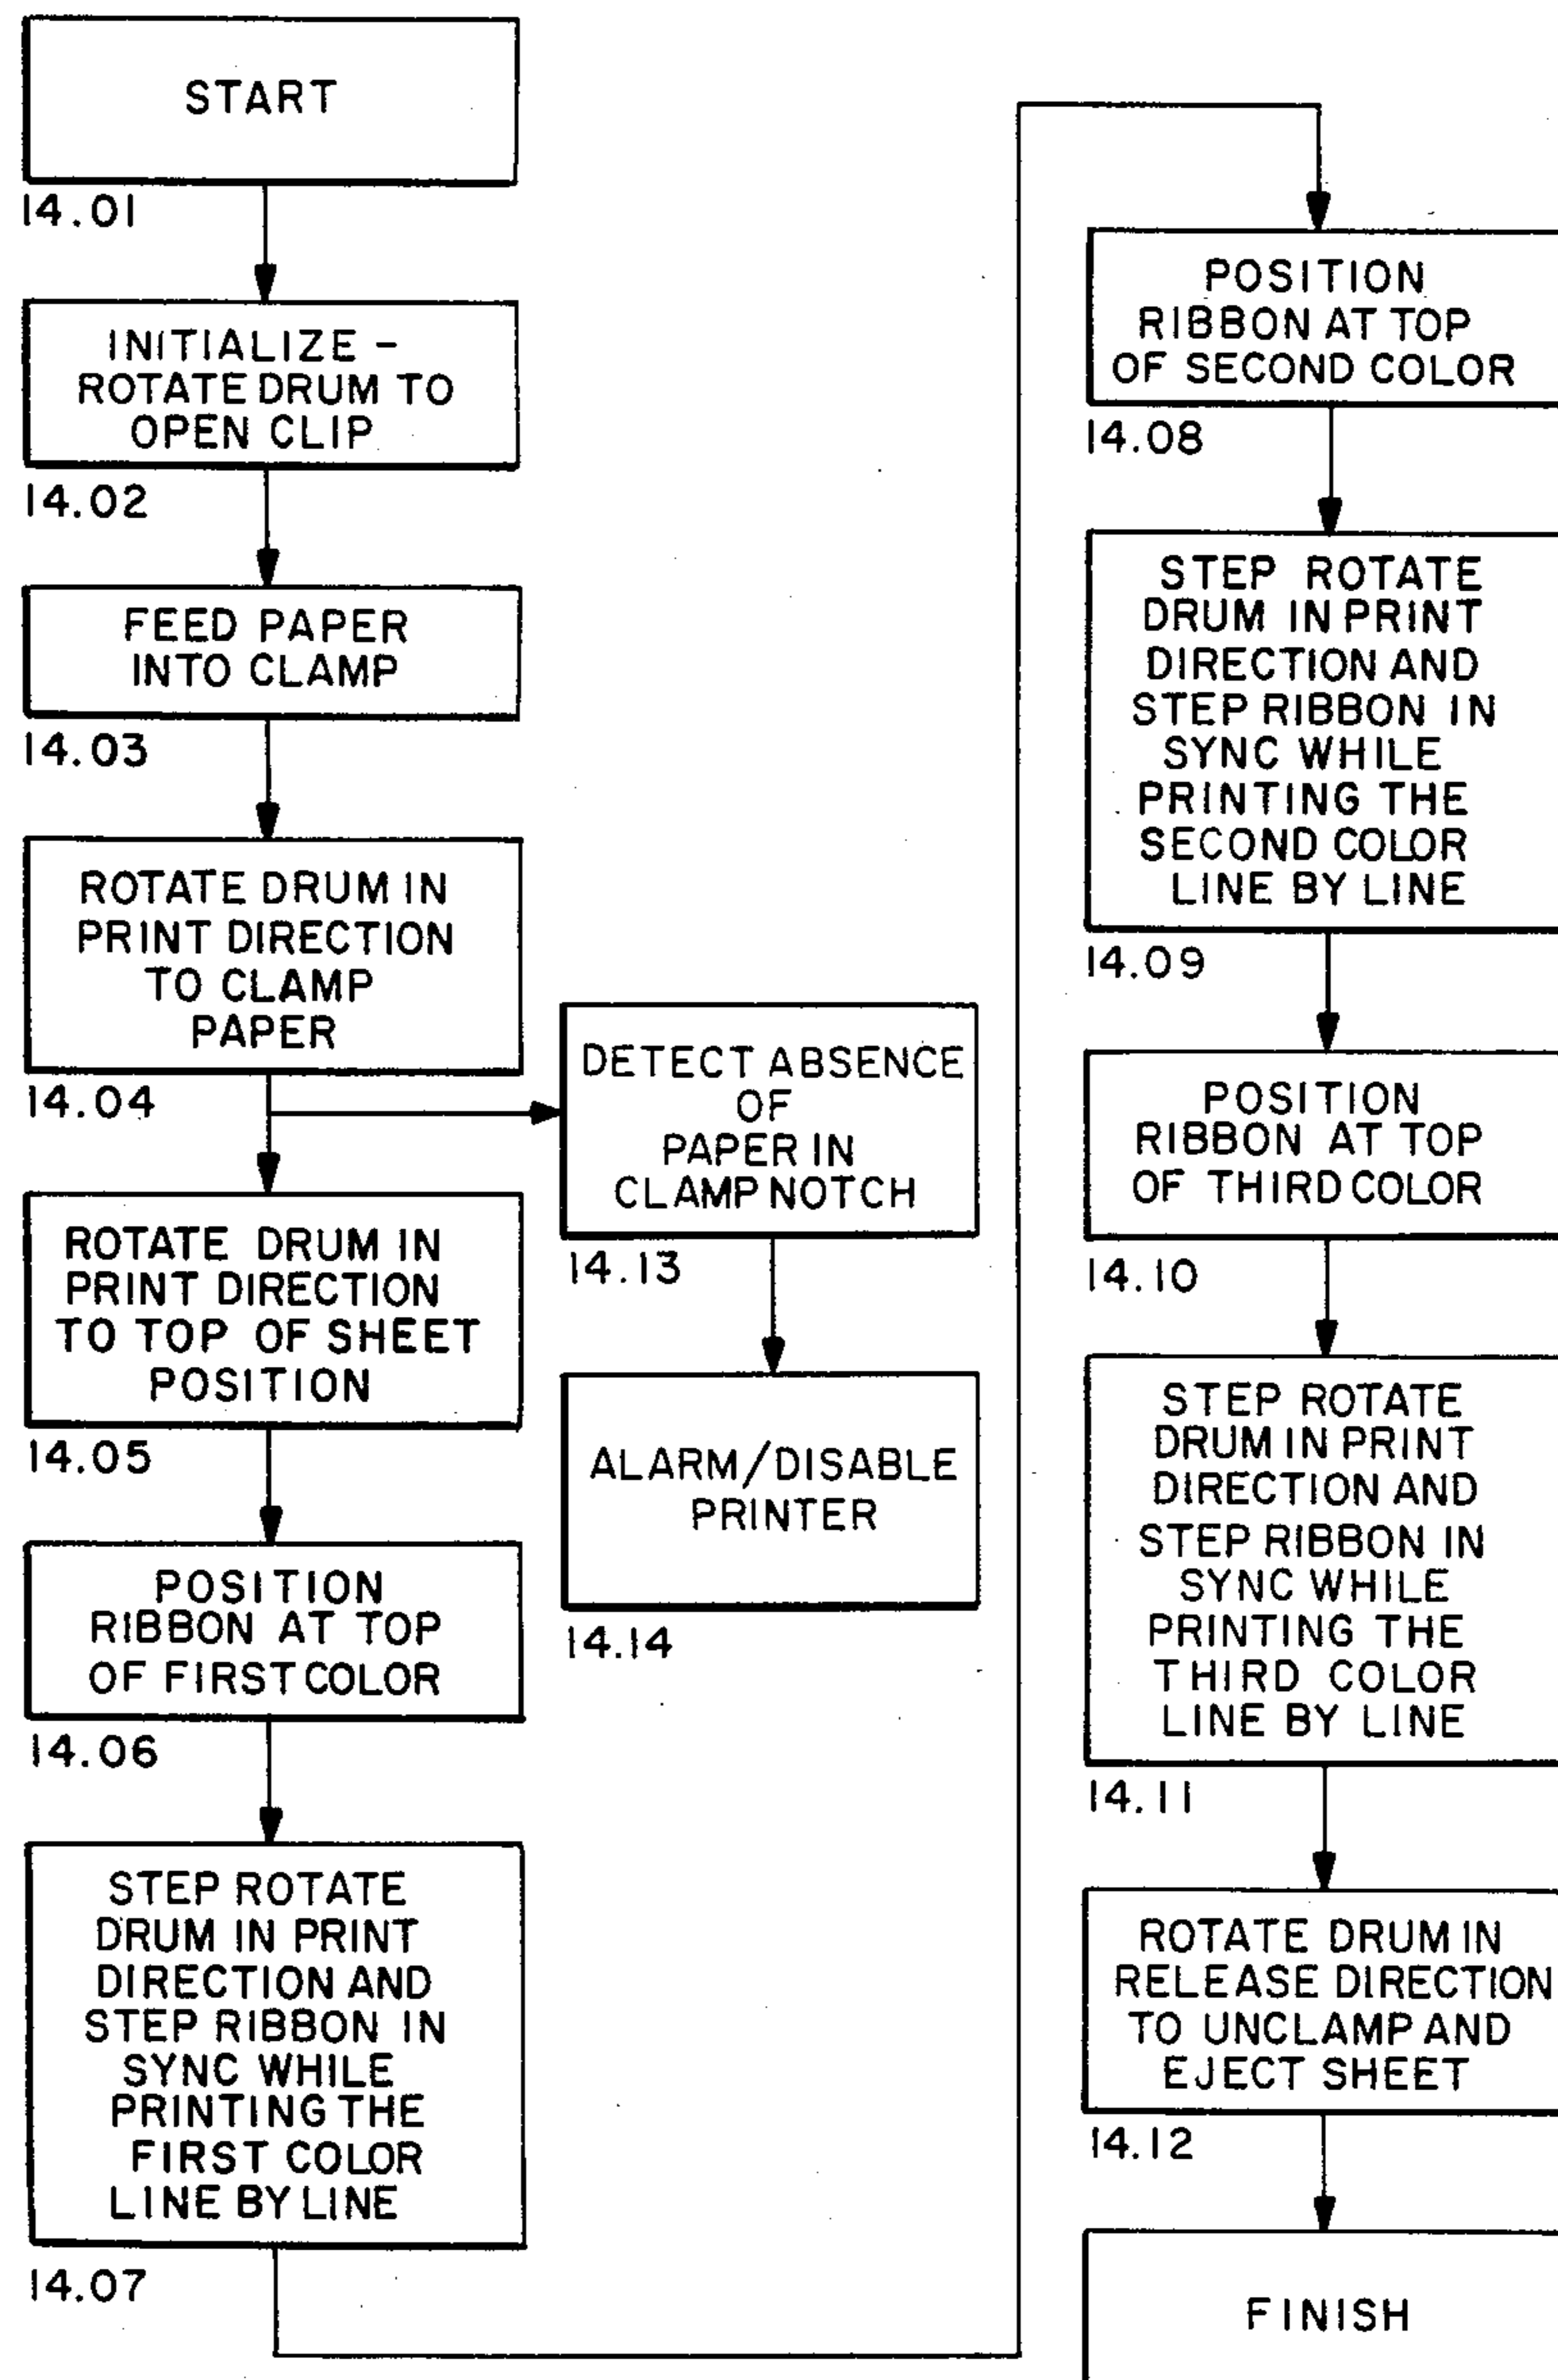 START
14.01
INITIALIZE -
ROTATE DRUM TO
OPEN CLIP
14.02
FEED PAPER
INTO CLAMP
14.03
ROTATE DRUM IN
PRINT DIRECTION
TO CLAMP
PAPER
14.04
ROTATE DRUM IN
PRINT DIRECTION
TO TOP OF SHEET
POSITION
14.05
POSITION
RIBBON AT TOP
OF FIRST COLOR
14.06
STEP ROTATE
DRUM IN PRINT
DIRECTION AND
STEP RIBBON IN
SYNC WHILE
PRINTING THE
FIRST COLOR
LINE BY LINE
14.07
DETECT ABSENCE
OF
PAPER IN
CLAMP NOTCH
14.13
ALARM/DISABLE
PRINTER
14.14
POSITION
RIBBON AT TOP
OF SECOND COLOR
14.08
STEP ROTATE
DRUM IN PRINT
DIRECTION AND
STEP RIBBON IN
SYNC WHILE
PRINTING THE
SECOND COLOR
LINE BY LINE
14.09
POSITION
RIBBON AT TOP
OF THIRD COLOR
14.10
STEP ROTATE
DRUM IN PRINT
DIRECTION AND
STEP RIBBON IN
SYNC WHILE
PRINTING THE
THIRD COLOR
LINE BY LINE
14.11
ROTATE DRUM IN
RELEASE DIRECTION
TO UNCLAMP AND
EJECT SHEET
14.12
FINISH